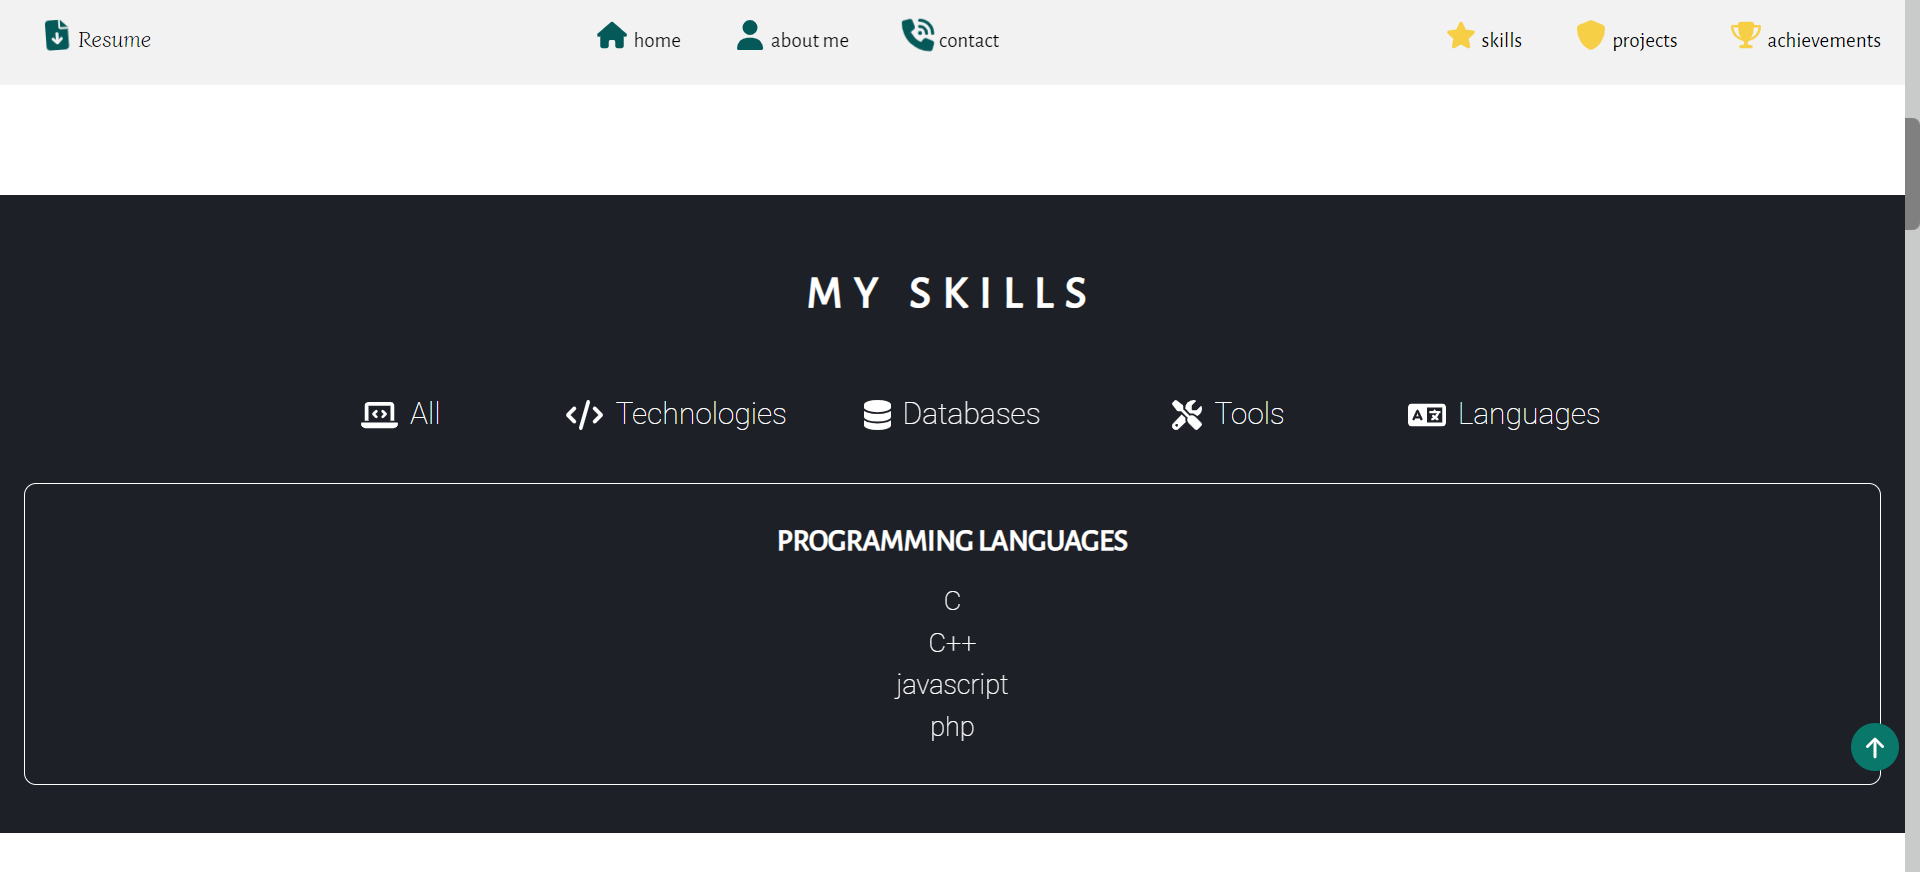 Resume home about me contact skills projects achievements
MY SKILLS
All Technologies Databases Tools Languages
PROGRAMMING LANGUAGES
C
C++
javascript
php